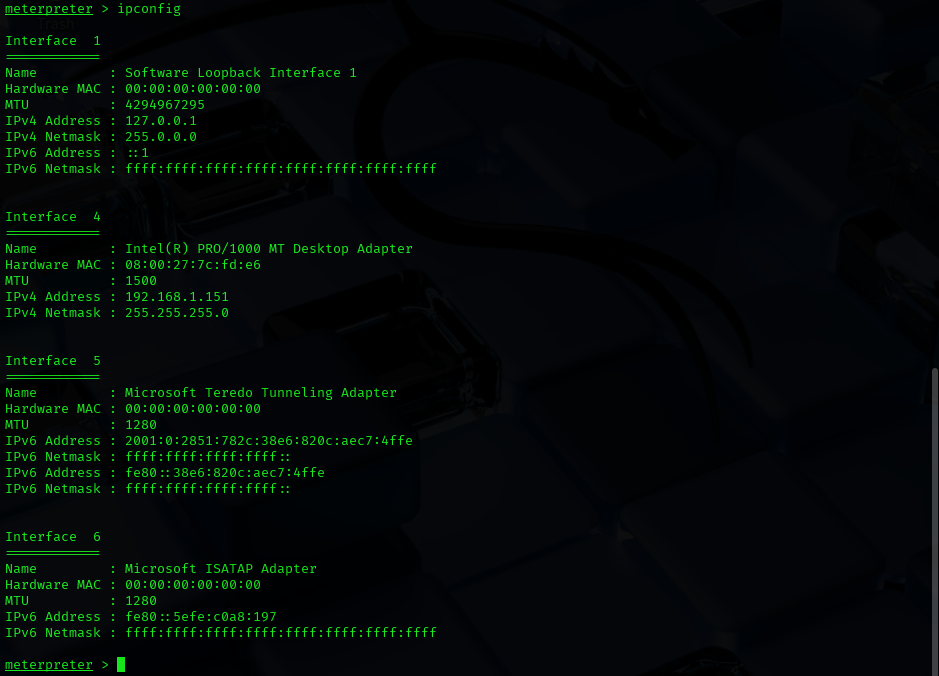 meterpreter > ipconfig
Interface  1
============
Name         : Software Loopback Interface 1
Hardware MAC : 00:00:00:00:00:00
MTU          : 4294967295
IPv4 Address : 127.0.0.1
IPv4 Netmask : 255.0.0.0
IPv6 Address : ::1
IPv6 Netmask : ffff:ffff:ffff:ffff:ffff:ffff:ffff:ffff
Interface  4
============
Name         : Intel(R) PRO/1000 MT Desktop Adapter
Hardware MAC : 08:00:27:7c:fd:e6
MTU          : 1500
IPv4 Address : 192.168.1.151
IPv4 Netmask : 255.255.255.0
Interface  5
============
Name         : Microsoft Teredo Tunneling Adapter
Hardware MAC : 00:00:00:00:00:00
MTU          : 1280
IPv6 Address : 2001:0:2851:782c:38e6:820c:aec7:4ffe
IPv6 Netmask : ffff:ffff:ffff:ffff::
IPv6 Address : fe80::38e6:820c:aec7:4ffe
IPv6 Netmask : ffff:ffff:ffff:ffff::
Interface  6
============
Name         : Microsoft ISATAP Adapter
Hardware MAC : 00:00:00:00:00:00
MTU          : 1280
IPv6 Address : fe80::5efe:c0a8:197
IPv6 Netmask : ffff:ffff:ffff:ffff:ffff:ffff:ffff:ffff
meterpreter >